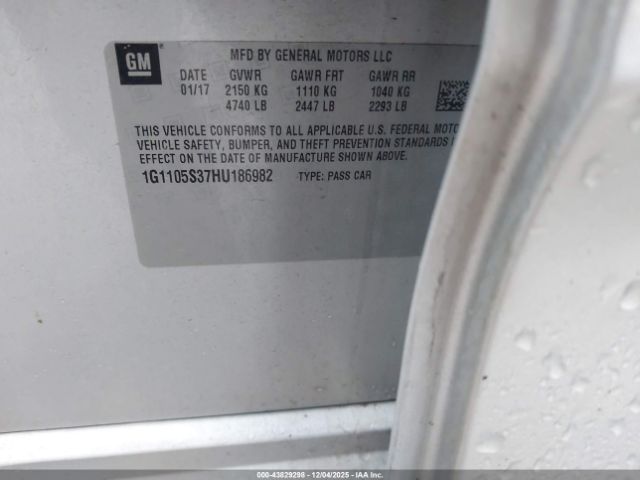 GM
MFD BY GENERAL MOTORS LLC
DATE GVWR GAWR FRT GAWR RR
01/17 2150 KG 1110 KG 1040 KG
4740 LB 2447 LB 2293 LB
THIS VEHICLE CONFORMS TO ALL APPLICABLE U.S. FEDERAL MOTO
VEHICLE SAFETY, BUMPER, AND THEFT PREVENTION STANDARDS
EFFECT ON THE DATE OF MANUFACTURE SHOWN ABOVE.
1G1105S37HU186982 TYPE: PASS CAR
000-43829298 - 12/04/2025 - Copyright IAA, Inc.